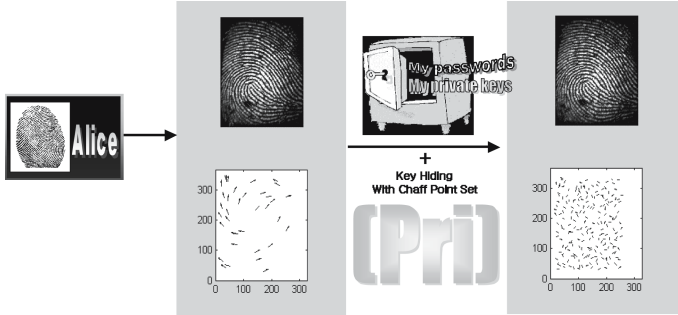 Alice
300
200
100
0
0 100 200 300
My passwords
My private keys
+
Key Hiding
With Chaff Point Set
(Pri)
300
200
100
0
0 100 200 300